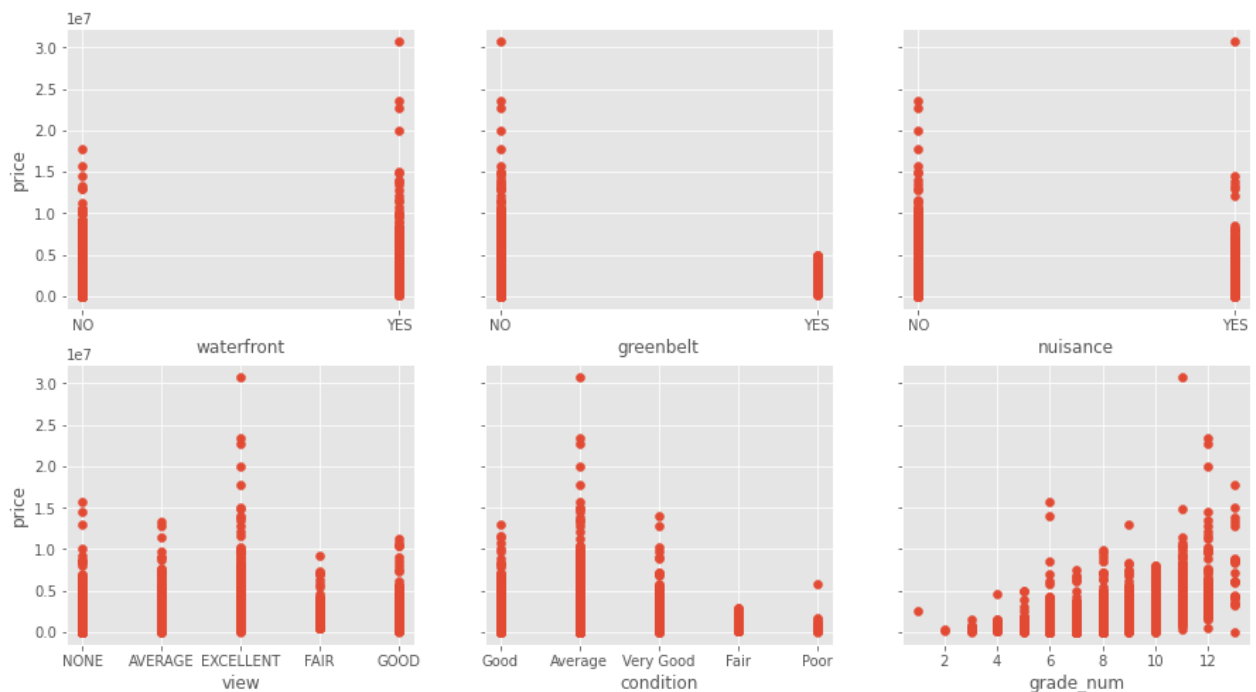 1e7
3.0
2.5
2.0
1.5
1.0
0.5
0.0
price
NO YES
waterfront
NO YES
greenbelt
NO YES
nuisance
1e7
3.0
2.5
2.0
1.5
1.0
0.5
0.0
price
NONE AVERAGE EXCELLENT FAIR GOOD
view
Good Average Very Good Fair Poor
condition
2 4 6 8 10 12
grade_num